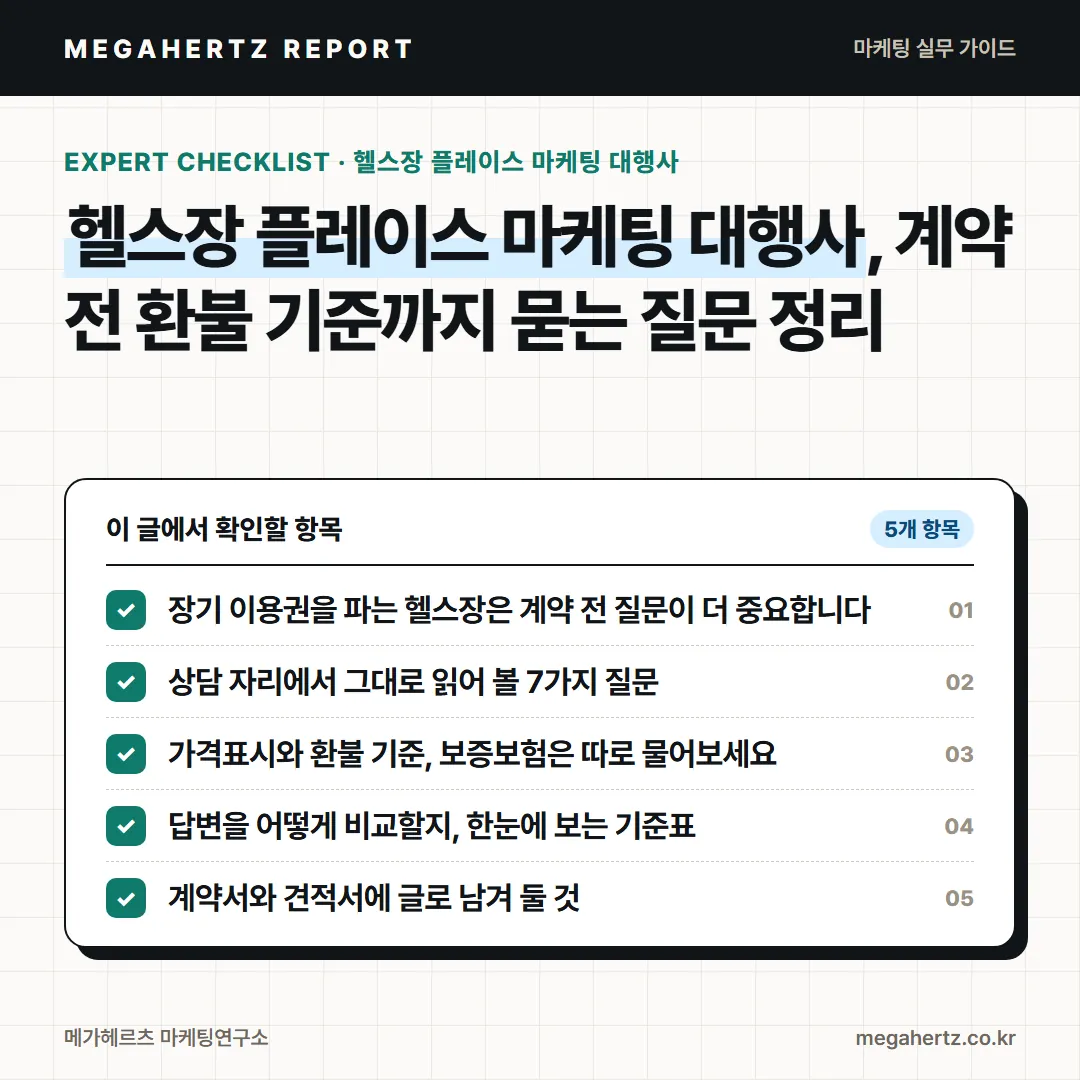 MEGAHERTZ REPORT
마케팅 실무 가이드
EXPERT CHECKLIST · 헬스장 플레이스 마케팅 대행사
헬스장 플레이스 마케팅 대행사, 계약
전 환불 기준까지 묻는 질문 정리
이 글에서 확인할 항목
5개 항목
장기 이용권을 파는 헬스장은 계약 전 질문이 더 중요합니다
01
상담 자리에서 그대로 읽어 볼 7가지 질문
02
가격표시와 환불 기준, 보증보험은 따로 물어보세요
03
답변을 어떻게 비교할지, 한눈에 보는 기준표
04
계약서와 견적서에 글로 남겨 둘 것
05
메가헤르츠 마케팅연구소
megahertz.co.kr